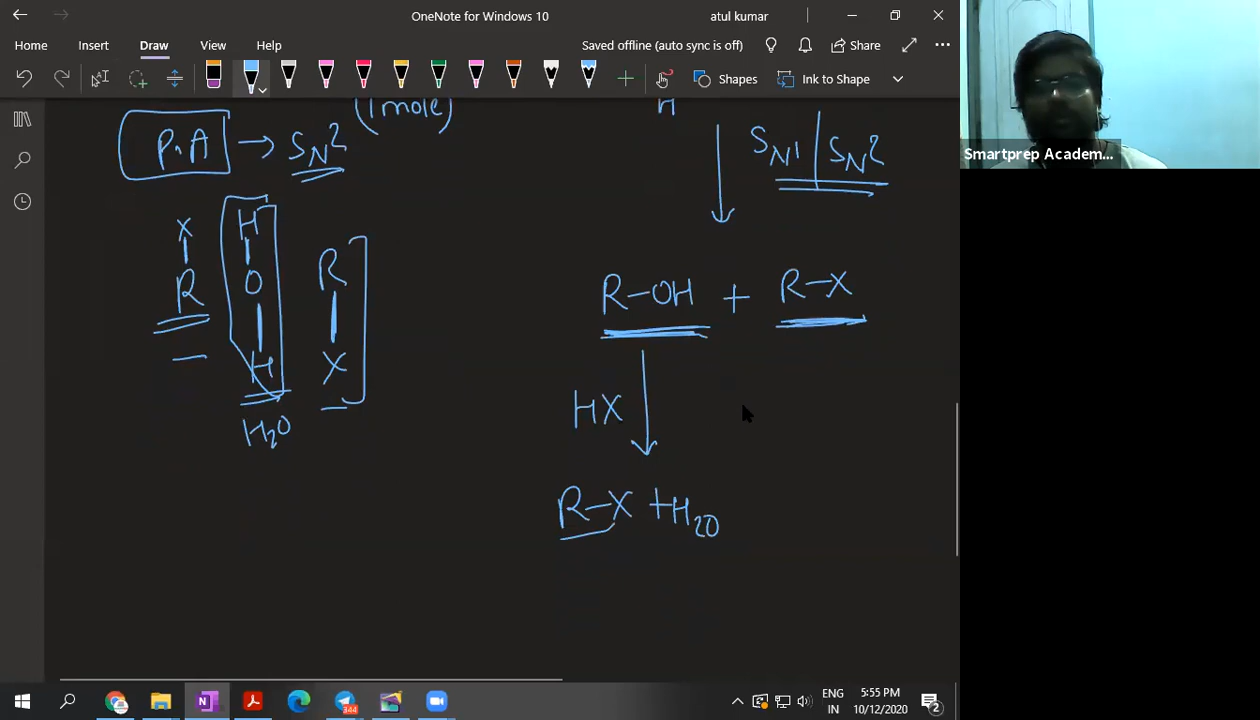 OneNote for Windows 10
atul kumar
Home Insert Draw View Help
Saved offline (auto sync is off)
Share
Shapes
Ink to Shape
Smartprep Academ...
(1 mole)
H
P.A → SN2
SN1 | SN2
X
R
H
O
H
H2O
R
X
R-OH + R-X
HX
R-X + H2O
344
ENG
IN
5:55 PM
10/12/2020
2